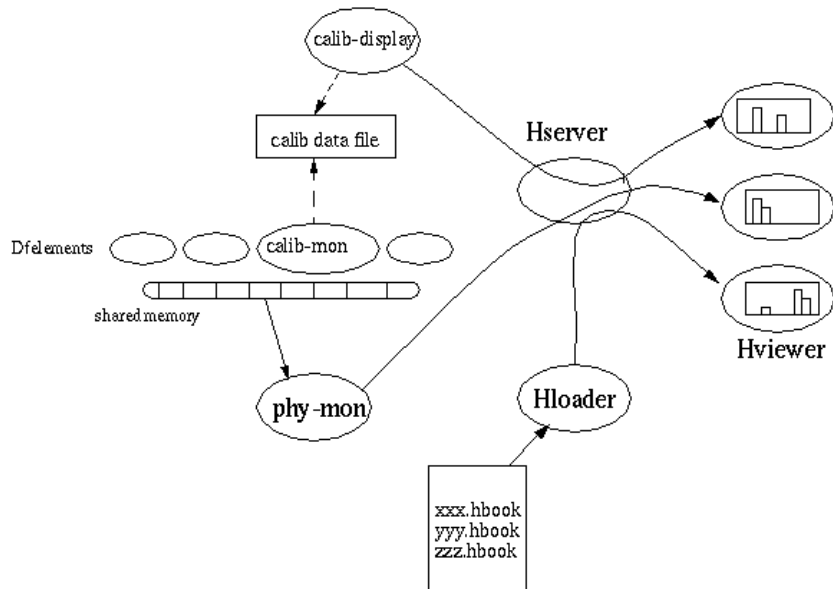 calib-display
Hserver
calib data file
Dfelements
calib-mon
shared memory
Hviewer
phy-mon
Hloader
xxx.hbook
yyy.hbook
zzz.hbook